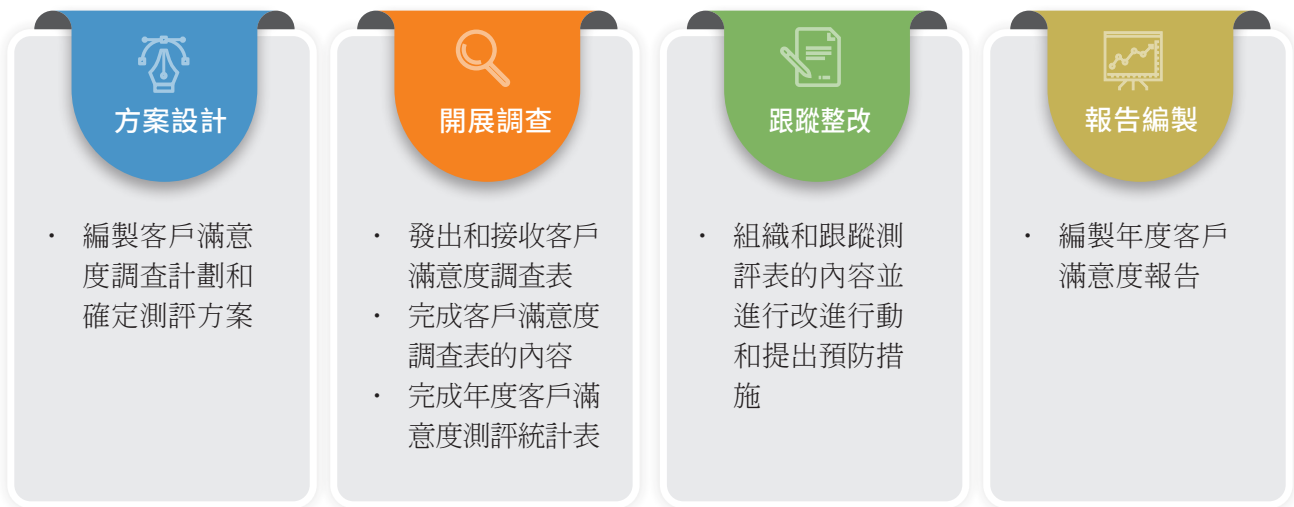 方案設計
・ 編製客戶滿意
度調查計劃和
確定測評方案
開展調查
・ 發出和接收客戶
滿意度調查表
・ 完成客戶滿意度
調查表的內容
・ 完成年度客戶滿
意度測評統計表
跟蹤整改
・ 組織和跟蹤測
評表的內容並
進行改進行動
和提出預防措
施
報告編製
・ 編製年度客戶
滿意度報告